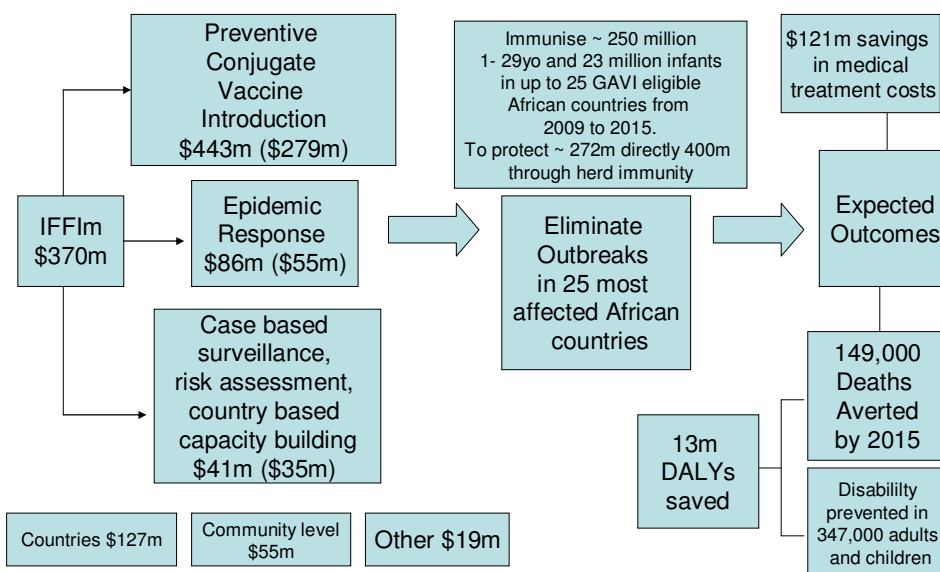 Preventive
Conjugate
Vaccine
Introduction
$443m ($279m)
IFFIm
$370m
Epidemic
Response
$86m ($55m)
Case based
surveillance,
risk assessment,
country based
capacity building
$41m ($35m)
Immunise ~ 250 million
1- 29yo and 23 million infants
in up to 25 GAVI eligible
African countries from
2009 to 2015.
To protect ~ 272m directly 400m
through herd immunity
Eliminate
Outbreaks
in 25 most
affected African
countries
$121m savings
in medical
treatment costs
Expected
Outcomes
149,000
Deaths
Averted
by 2015
13m
DALYs
saved
Disabililty
prevented in
347,000 adults
and children
Countries $127m
Community level
$55m
Other $19m